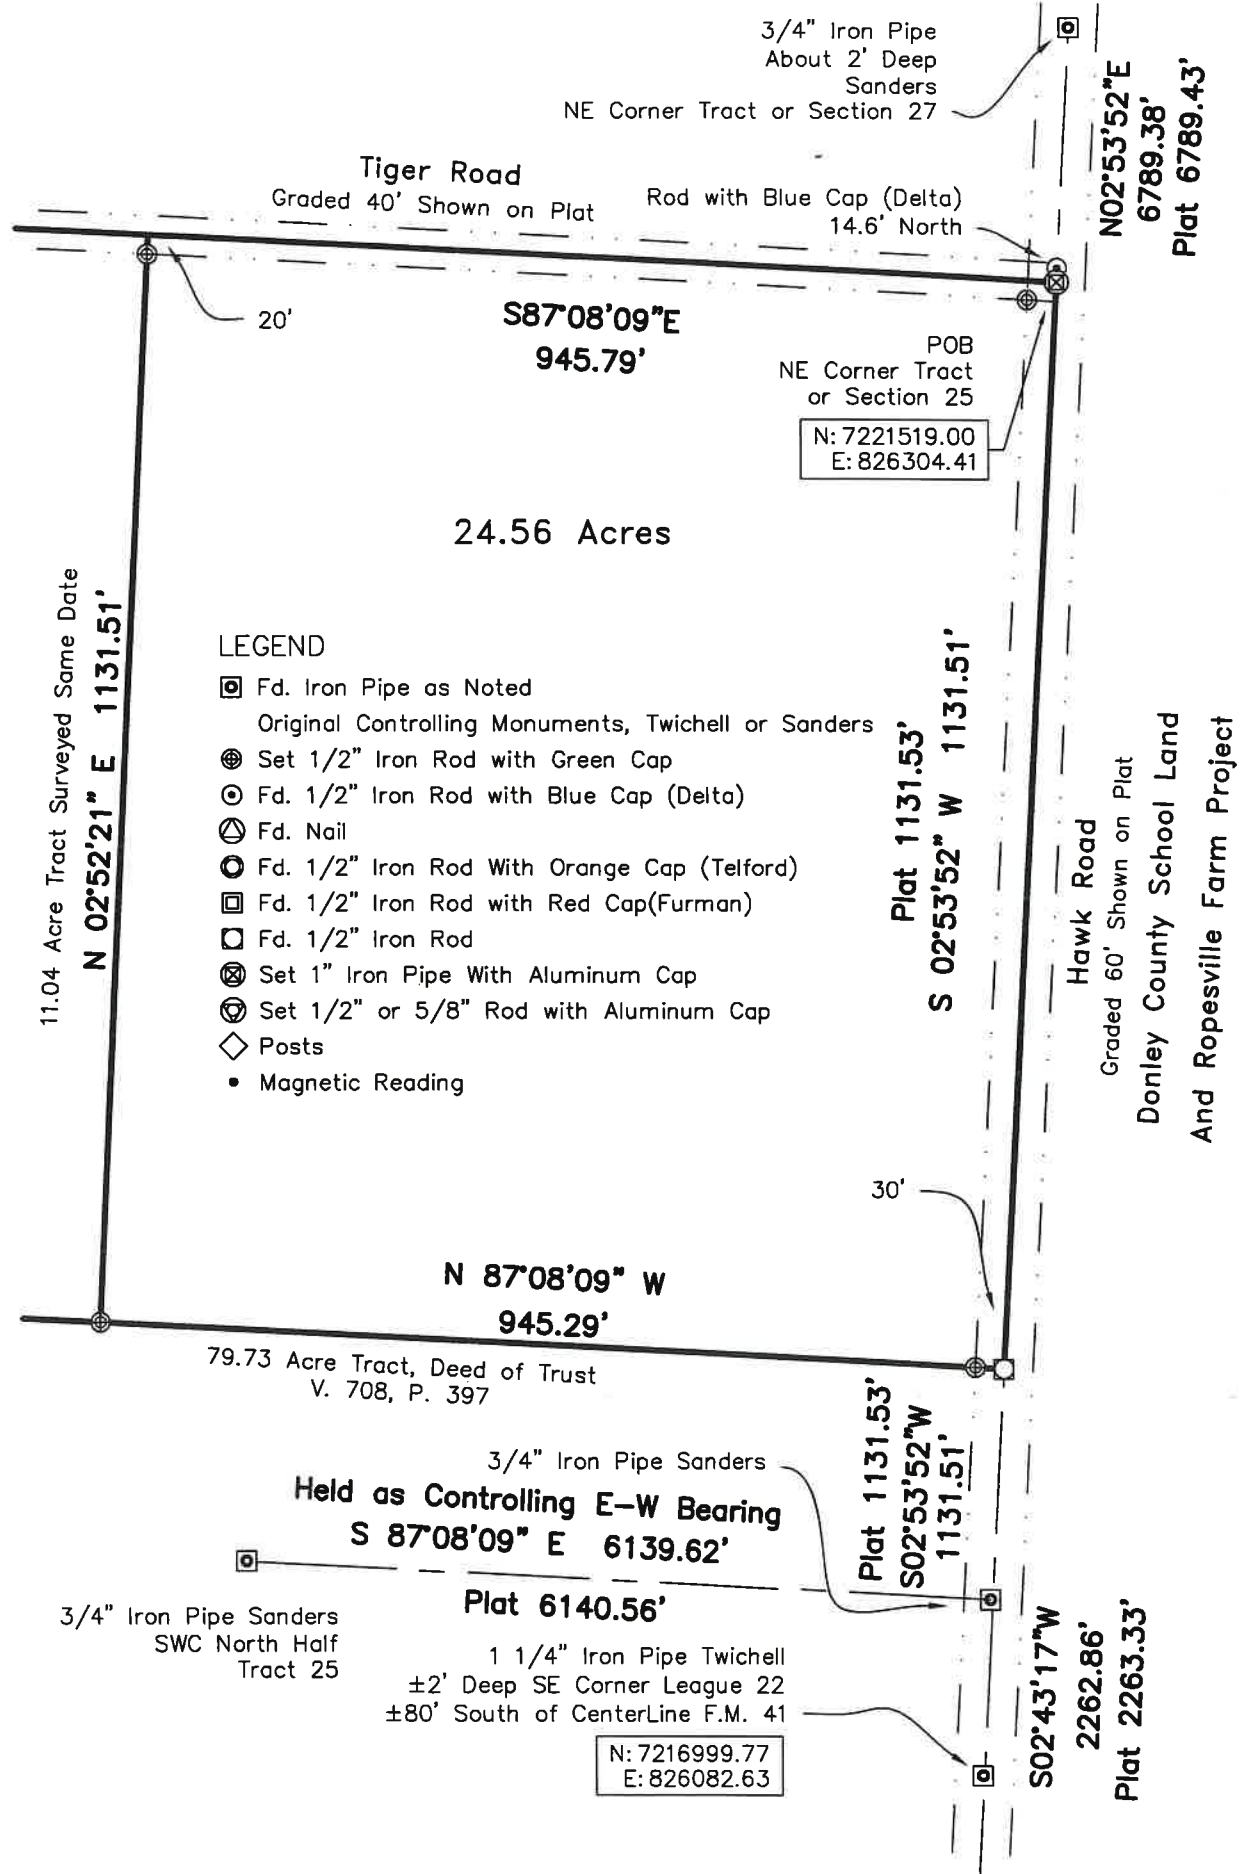 3/4" Iron Pipe
About 2' Deep
Sanders
NE Corner Tract or Section 27
N02°53'52"E
6789.38'
Plat 6789.43'
Tiger Road
Graded 40' Shown on Plat
Rod with Blue Cap (Delta)
14.6' North
20'
S87°08'09"E
945.79'
POB
NE Corner Tract
or Section 25
N: 7221519.00
E: 826304.41
24.56 Acres
11.04 Acre Tract Surveyed Same Date
N 02°52'21" E 1131.51'
LEGEND
Fd. Iron Pipe as Noted
Original Controlling Monuments, Twichell or Sanders
Set 1/2" Iron Rod with Green Cap
Fd. 1/2" Iron Rod with Blue Cap (Delta)
Fd. Nail
Fd. 1/2" Iron Rod With Orange Cap (Telford)
Fd. 1/2" Iron Rod with Red Cap(Furman)
Fd. 1/2" Iron Rod
Set 1" Iron Pipe With Aluminum Cap
Set 1/2" or 5/8" Rod with Aluminum Cap
Posts
Magnetic Reading
Plat 1131.53'
S 02°53'52" W 1131.51'
Hawk Road
Graded 60' Shown on Plat
Donley County School Land
And Ropesville Farm Project
30'
N 87°08'09" W
945.29'
79.73 Acre Tract, Deed of Trust
V. 708, P. 397
Plat 1131.53'
S02°53'52"W
1131.51'
3/4" Iron Pipe Sanders
Held as Controlling E-W Bearing
S 87°08'09" E 6139.62'
Plat 6140.56'
3/4" Iron Pipe Sanders
SWC North Half
Tract 25
1 1/4" Iron Pipe Twichell
±2' Deep SE Corner League 22
±80' South of CenterLine F.M. 41
N: 7216999.77
E: 826082.63
S02°43'17"W
2262.86'
Plat 2263.33'